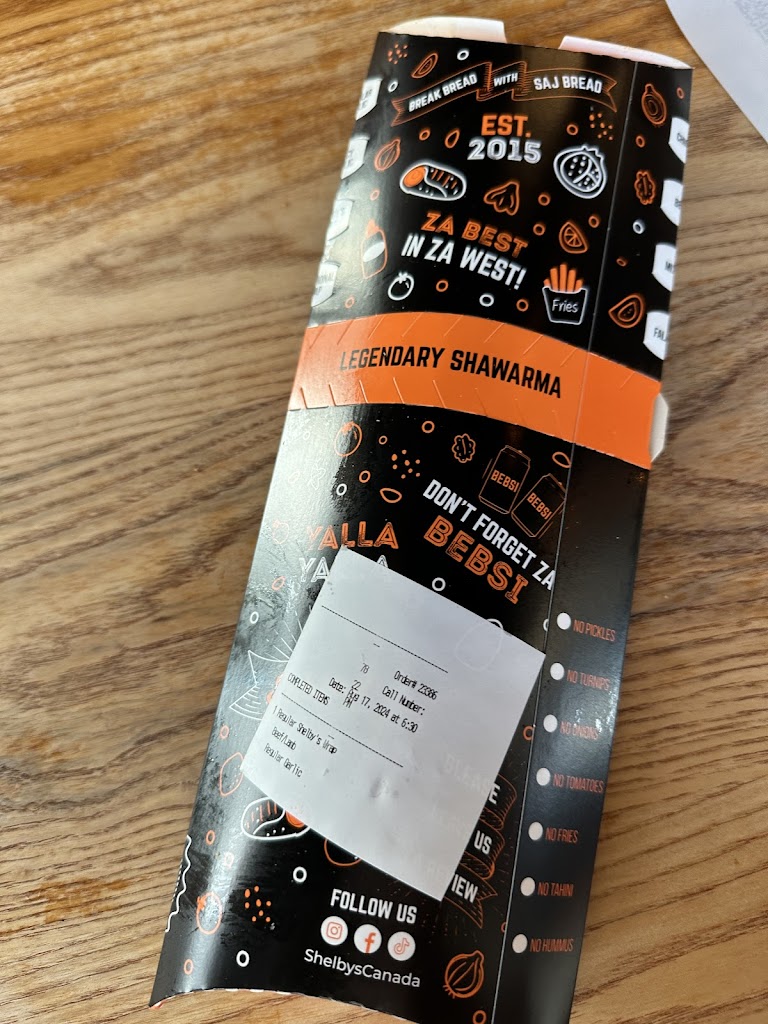 BREAK BREAD WITH SAJ BREAD
EST.
2015
ZA BEST
IN ZA WEST!
Fries
LEGENDARY SHAWARMA
BEBSI
BEBSI
DON'T FORGET ZA
BEBSI
YALLA
Order# 23386
78 Call Number:
22
Date: Aug 17, 2024 at 6:30
PM
COMPLETED ITEMS
1 Regular Shelby's Wrap
Beef/Lamb
Regular Garlic
US
NO PICKLES
NO TURNIPS
NO ONIONS
NO TOMATOES
NO FRIES
NO TAHINI
NO HUMMUS
FOLLOW US
ShelbysCanada